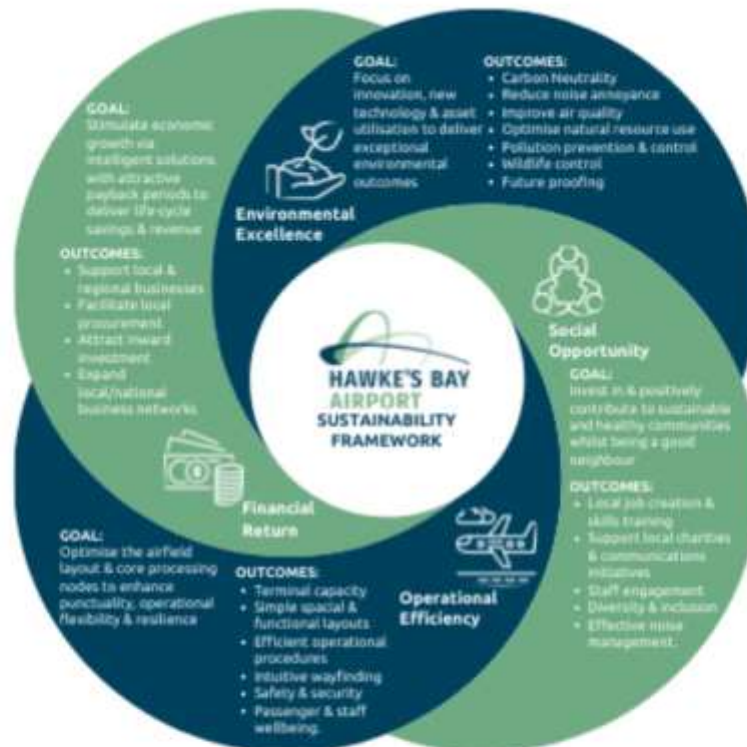 GOAL:
Stimulate economic
growth via
intelligent solutions
with attractive
payback periods to
deliver life-cycle
savings & revenue
OUTCOMES:
• Support local &
regional businesses
• Facilitate local
procurement.
• Attract inward
investment
• Expand
local/national
business networks
Financial
Return
GOAL:
Focus on
innovation, new
technology & asset
utilisation to deliver
exceptional
environmental
outcomes
OUTCOMES:
• Carbon Neutrality
• Reduce noise annoyance
• Improve air quality
• Optimise natural resource use
• Pollution prevention & control
• Wildlife control
• Future proofing
Environmental
Excellence
HAWKE'S BAY
AIRPORT
SUSTAINABILITY
FRAMEWORK
Social
Opportunity
GOAL:
Invest in & positively
contribute to sustainable
and healthy communities
whilst being a good
neighbour
OUTCOMES:
• Local job creation &
skills training
• Support local charities
& communications
initiatives
• Staff engagement
• Diversity & inclusion
• Effective noise
management.
GOAL:
Optimise the airfield
layout & core processing
nodes to enhance
punctuality, operational
flexibility & resilience
OUTCOMES:
• Terminal capacity
• Simple spacial &
functional layouts
• Efficient operational
procedures
• Intuitive wayfinding
• Safety & security
• Passenger & staff
wellbeing.
Operational
Efficiency